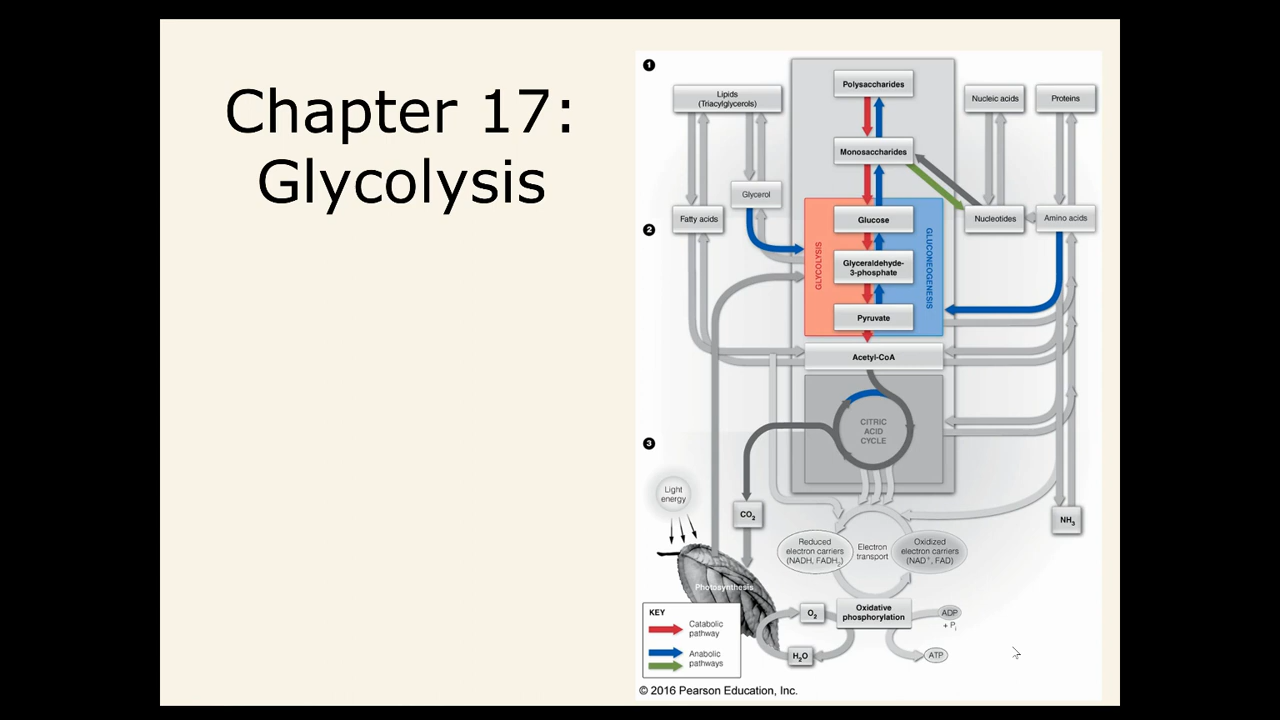 Chapter 17:
Glycolysis
1
Polysaccharides
Lipids
(Triacylglycerols)
Nucleic acids
Proteins
Monosaccharides
Glycerol
Fatty acids
Glucose
Nucleotides
Amino acids
2
GLYCOLYSIS
Glyceraldehyde-
3-phosphate
GLUCONEOGENESIS
Pyruvate
Acetyl-CoA
CITRIC
ACID
CYCLE
3
Light
energy
CO2
NH3
Reduced
electron carriers
(NADH, FADH2)
Electron
transport
Oxidized
electron carriers
(NAD+, FAD)
Photosynthesis
KEY
Catabolic
pathway
Anabolic
pathways
O2
H2O
Oxidative
phosphorylation
ADP
+ Pi
ATP
© 2016 Pearson Education, Inc.